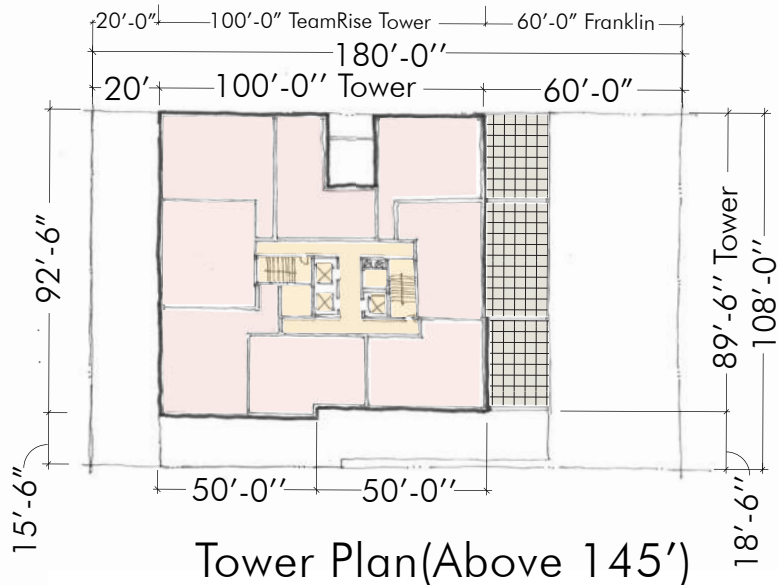 20'-0" 100'-0" TeamRise Tower 60'-0" Franklin
180'-0''
20' 100'-0'' Tower 60'-0"
92'-6"
15'-6"
89'-6'' Tower
108'-0''
18'-6''
50'-0'' 50'-0''
Tower Plan(Above 145')